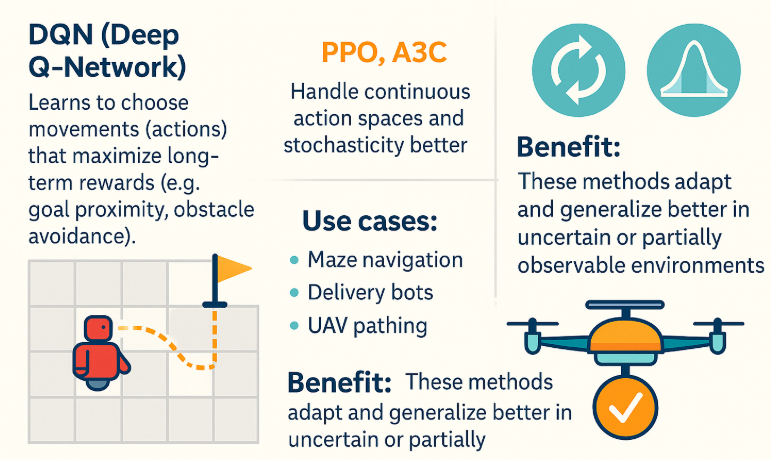 DQN (Deep
Q-Network)
Learns to choose
movements (actions)
that maximize long-
term rewards (e.g.
goal proximity, obstacle
avoidance).
PPO, A3C
Handle continuous
action spaces and
stochasticity better
Use cases:
• Maze navigation
• Delivery bots
• UAV pathing
Benefit: These methods
adapt and generalize better in
uncertain or partially
Benefit:
These methods adapt
and generalize better in
uncertain or partially
observable environments